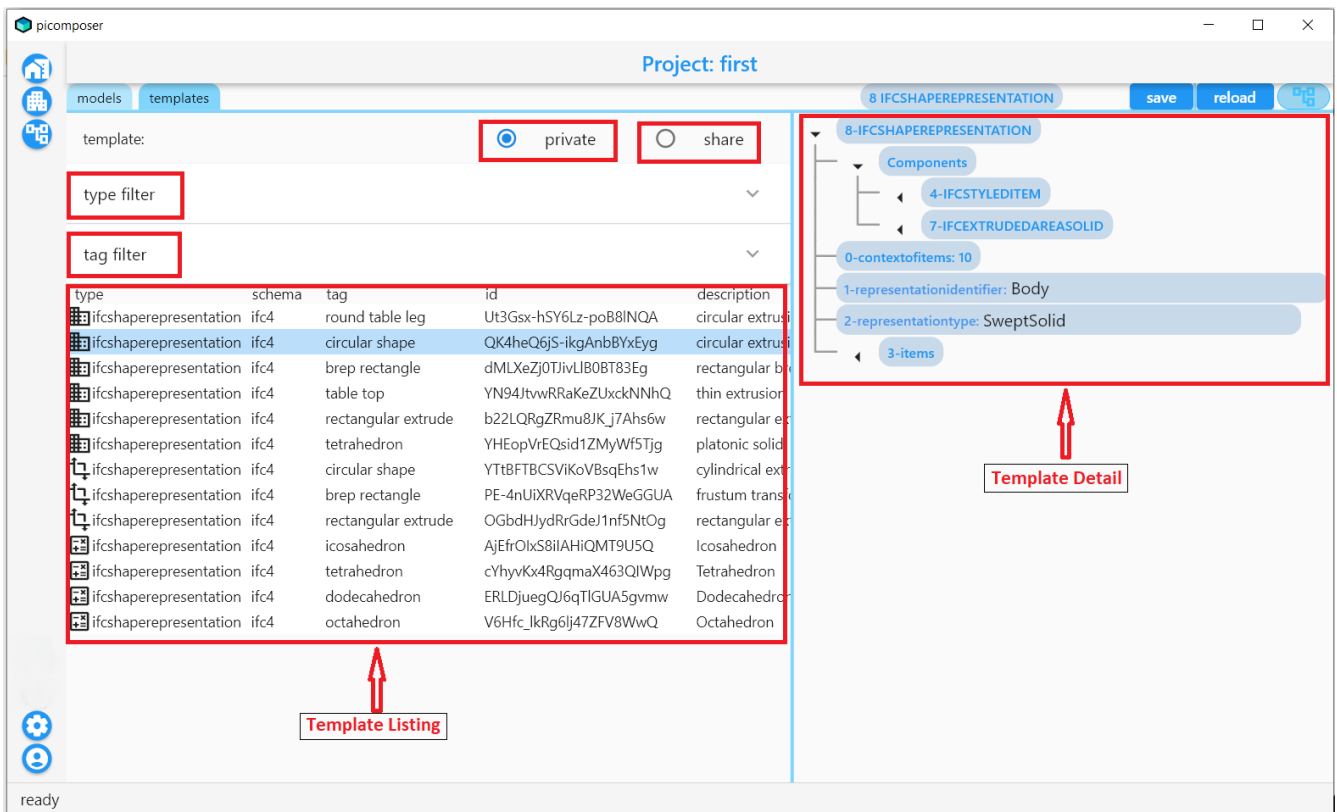 picomposer
Project: first
models templates 8 IFCSHAPEREPRESENTATION save reload
template: private share
type filter
tag filter
type schema tag id description
ifcshaperepresentation ifc4 round table leg Ut3Gsx-hSY6Lz-poB8lNQA circular extrusi
ifcshaperepresentation ifc4 circular shape QK4heQ6jS-ikgAnbBYxEyg circular extrusi
ifcshaperepresentation ifc4 brep rectangle dMLXeZj0TJivLlB0BT83Eg rectangular br
ifcshaperepresentation ifc4 table top YN94JtvwRRaKeZUxckNNhQ thin extrusion
ifcshaperepresentation ifc4 rectangular extrude b22LQRgZRmu8JK_j7Ahs6w rectangular ex
ifcshaperepresentation ifc4 tetrahedron YHEopVrEQsid1ZMyWf5Tjg platonic solid
ifcshaperepresentation ifc4 circular shape YTtBFTBCSViKoVBsqEhs1w cylindrical extr
ifcshaperepresentation ifc4 brep rectangle PE-4nUiXRVqeRP32WeGGUA frustum transfo
ifcshaperepresentation ifc4 rectangular extrude OGbdHJydRrGdeJ1nf5NtOg rectangular ex
ifcshaperepresentation ifc4 icosahedron AjEfrOIxS8iIAHiQMT9U5Q Icosahedron
ifcshaperepresentation ifc4 tetrahedron cYhyvKx4RgqmaX463QIWpg Tetrahedron
ifcshaperepresentation ifc4 dodecahedron ERLDjuegQJ6qTlGUA5gvmw Dodecahedron
ifcshaperepresentation ifc4 octahedron V6Hfc_lkRg6lj47ZFV8WwQ Octahedron
Template Listing
8-IFCSHAPEREPRESENTATION
Components
4-IFCSTYLEDITEM
7-IFCEXTRUDEDAREASOLID
0-contextofitems: 10
1-representationidentifier: Body
2-representationtype: SweptSolid
3-items
Template Detail
ready